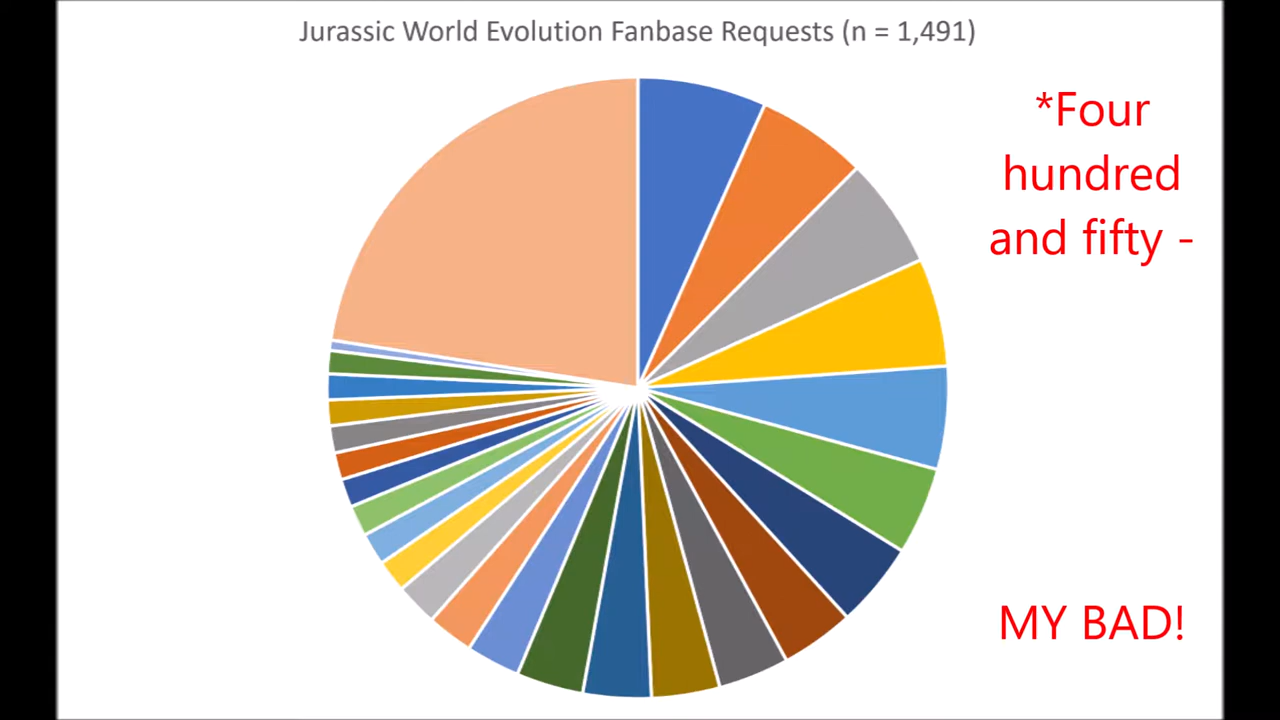 Jurassic World Evolution Fanbase Requests (n = 1,491)
*Four
hundred
and fifty -
MY BAD!